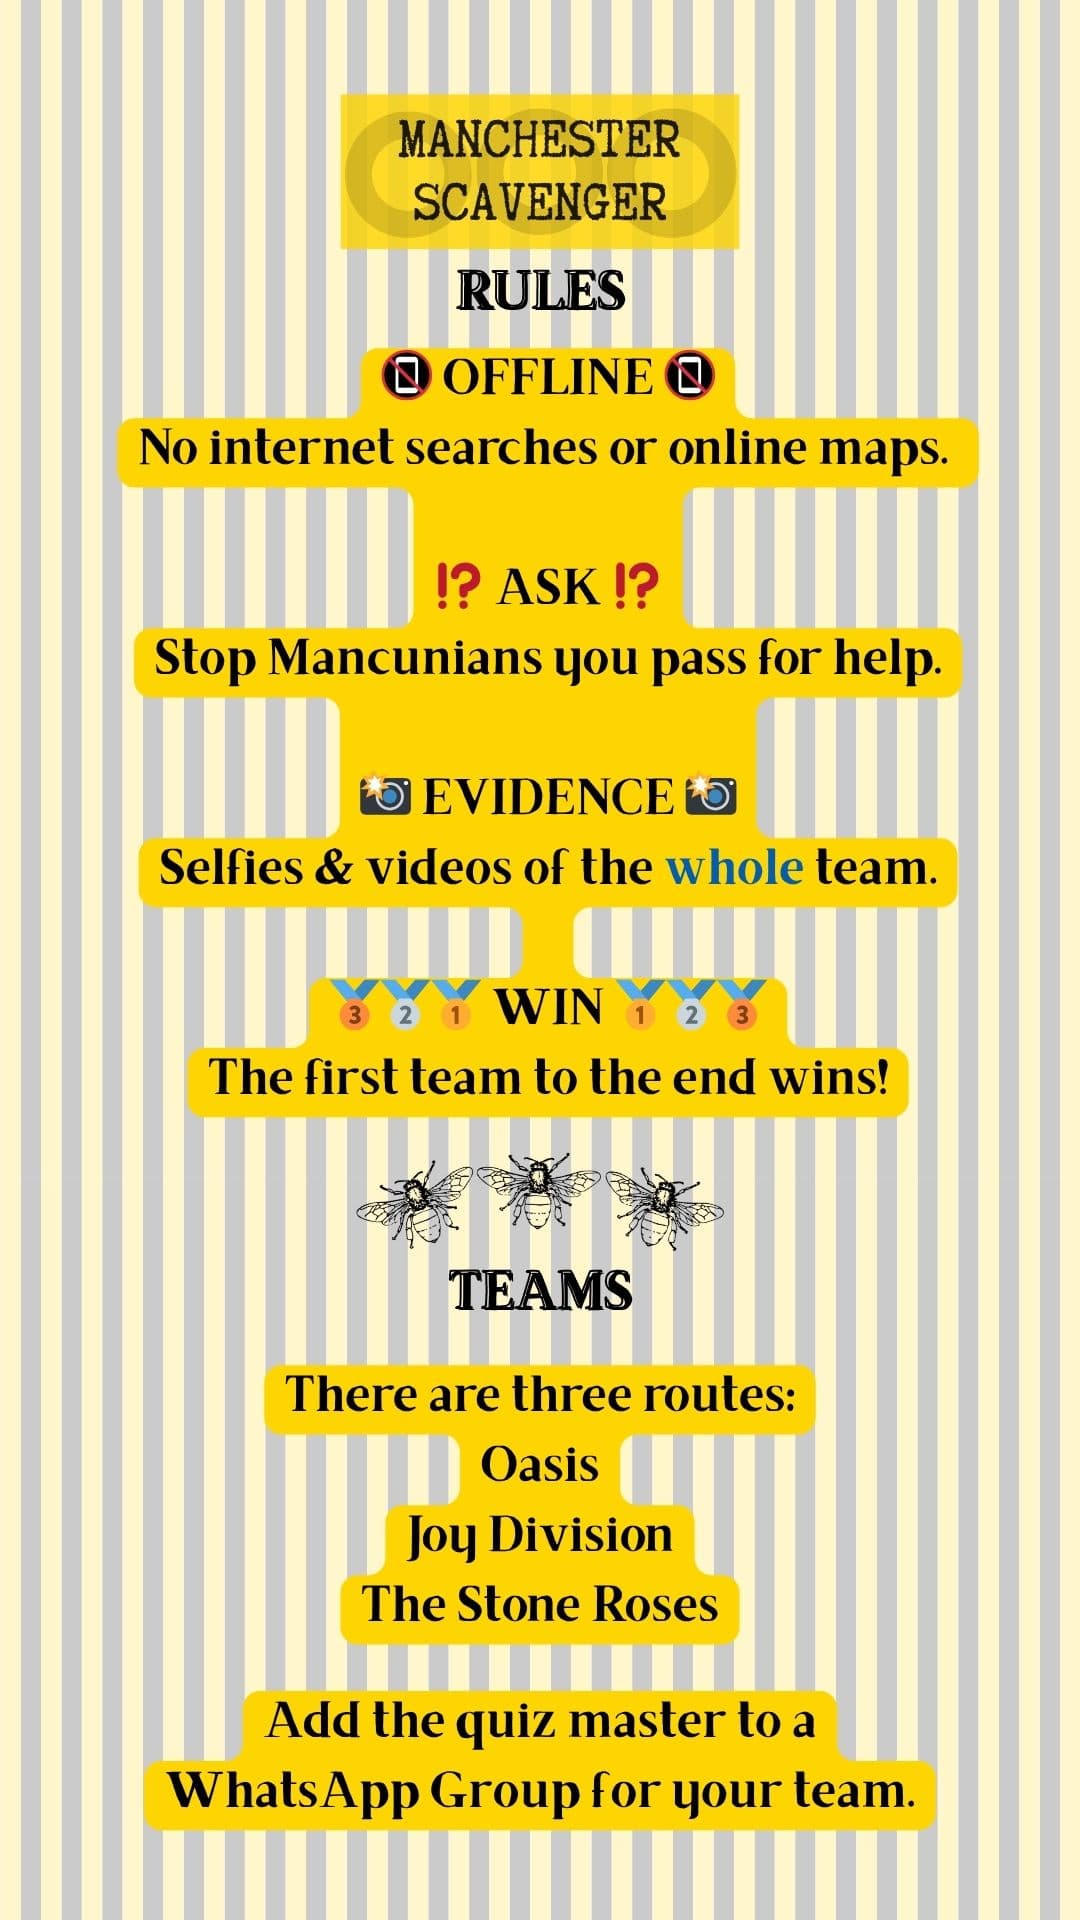 MANCHESTER
SCAVENGER
RULES
📵 OFFLINE 📵
No internet searches or online maps.
⁉️ ASK ⁉️
Stop Mancunians you pass for help.
📸 EVIDENCE 📸
Selfies & videos of the whole team.
🥉🥈🥇 WIN 🥇🥈🥉
The first team to the end wins!
TEAMS
There are three routes:
Oasis
Joy Division
The Stone Roses
Add the quiz master to a
WhatsApp Group for your team.